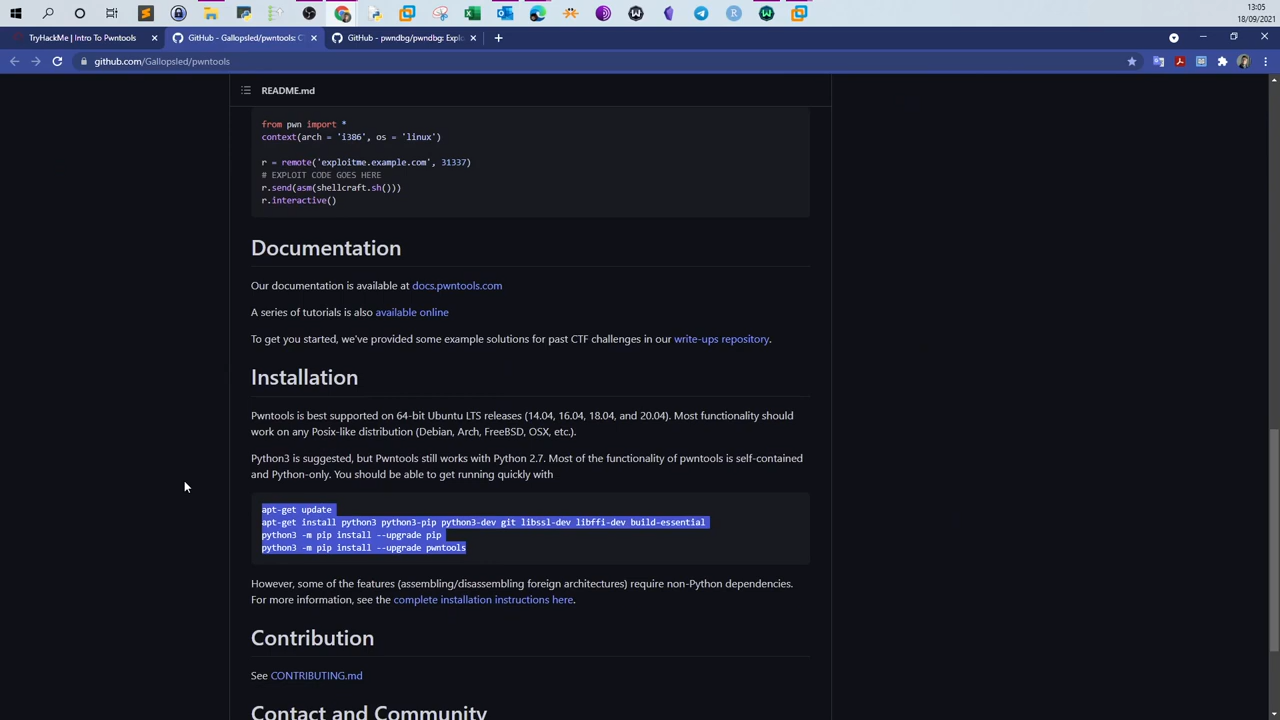 13:05
18/09/2021
TryHackMe | Intro To Pwntools
GitHub - Gallopsled/pwntools: C
GitHub - pwndbg/pwndbg: Explo
github.com/Gallopsled/pwntools
README.md
from pwn import *
context(arch = 'i386', os = 'linux')
r = remote('exploitme.example.com', 31337)
# EXPLOIT CODE GOES HERE
r.send(asm(shellcraft.sh()))
r.interactive()
Documentation
Our documentation is available at docs.pwntools.com
A series of tutorials is also available online
To get you started, we've provided some example solutions for past CTF challenges in our write-ups repository.
Installation
Pwntools is best supported on 64-bit Ubuntu LTS releases (14.04, 16.04, 18.04, and 20.04). Most functionality should
work on any Posix-like distribution (Debian, Arch, FreeBSD, OSX, etc.).
Python3 is suggested, but Pwntools still works with Python 2.7. Most of the functionality of pwntools is self-contained
and Python-only. You should be able to get running quickly with
apt-get update
apt-get install python3 python3-pip python3-dev git libssl-dev libffi-dev build-essential
python3 -m pip install --upgrade pip
python3 -m pip install --upgrade pwntools
However, some of the features (assembling/disassembling foreign architectures) require non-Python dependencies.
For more information, see the complete installation instructions here.
Contribution
See CONTRIBUTING.md
Contact and Community